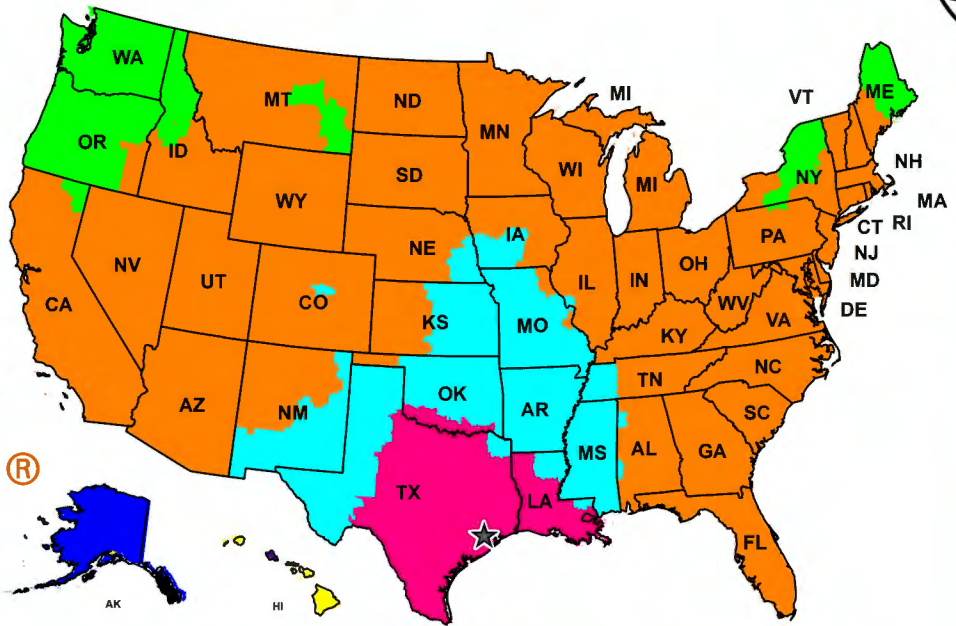 WA
MT
ND
MN
MI
VT
ME
OR
ID
SD
WI
MI
NY
NH
WY
MA
NE
IA
PA
CT
RI
NV
UT
CO
IL
IN
OH
NJ
CA
KS
MO
WV
MD
KY
VA
DE
AZ
NM
OK
AR
TN
NC
SC
MS
AL
GA
®
TX
LA
FL
AK
HI